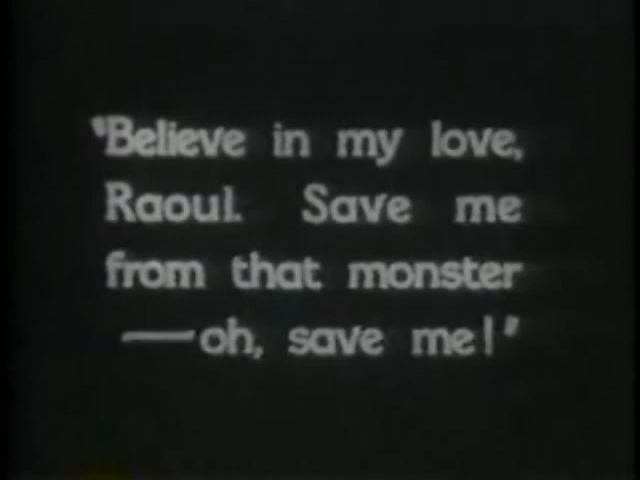 "Believe in my love,
Raoul. Save me
from that monster
—oh, save me!"